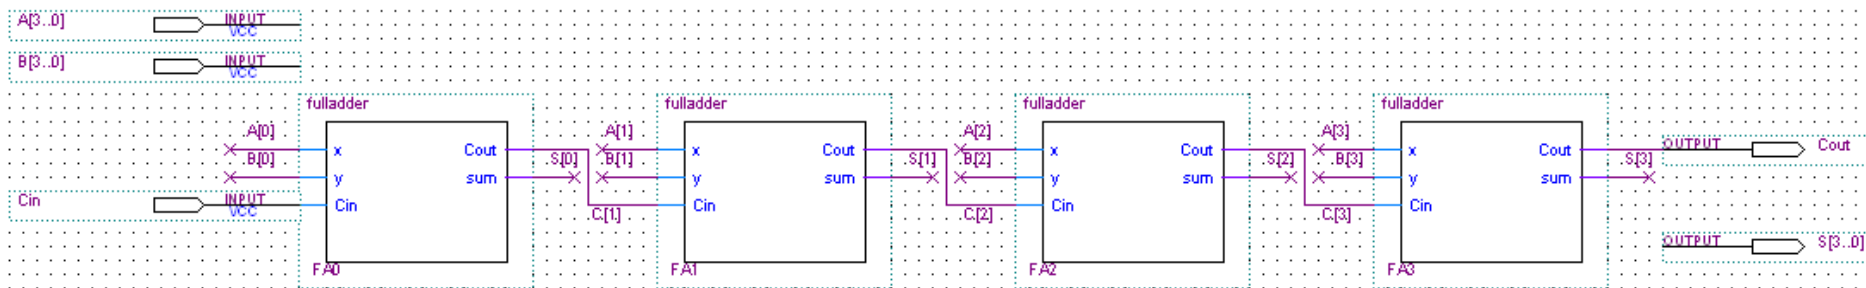 A[3..0] INPUT
VCC
B[3..0] INPUT
VCC
fulladder fulladder fulladder fulladder
A[0] A[1] A[2] A[3]
x Cout x Cout x Cout x Cout OUTPUT Cout
B[0] S[0] B[1] S[1] B[2] S[2] B[3] S[3]
y sum y sum y sum y sum
Cin INPUT
VCC
Cin Cin Cin Cin
C[1] C[2] C[3]
OUTPUT S[3..0]
FA0 FA1 FA2 FA3